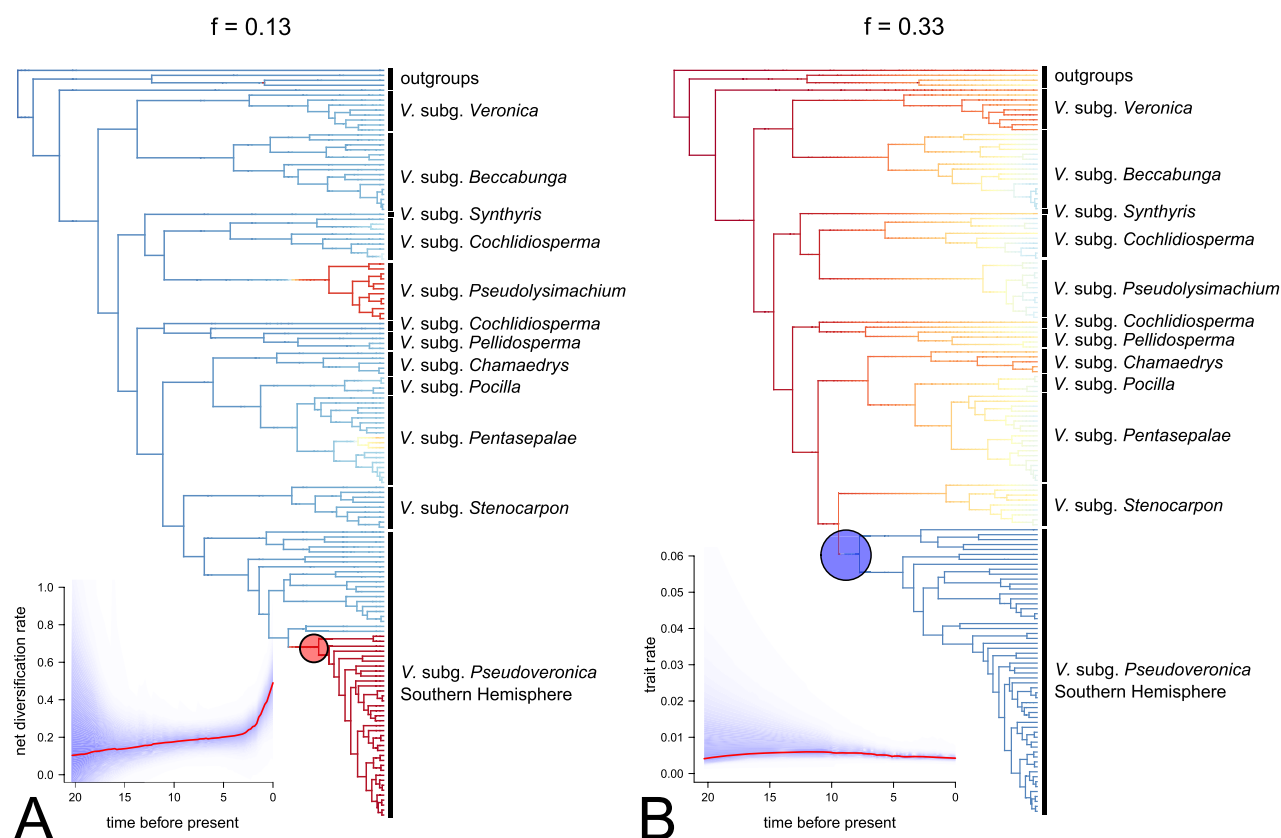 f = 0.13
outgroups
V. subg. Veronica
V. subg. Beccabunga
V. subg. Synthyris
V. subg. Cochlidiosperma
V. subg. Pseudolysimachium
V. subg. Cochlidiosperma
V. subg. Pellidosperma
V. subg. Chamaedrys
V. subg. Pocilla
V. subg. Pentasepalae
V. subg. Stenocarpon
V. subg. Pseudoveronica
Southern Hemisphere
net diversification rate
1.0
0.8
0.6
0.4
0.2
0.0
20 15 10 5 0
time before present
A
f = 0.33
outgroups
V. subg. Veronica
V. subg. Beccabunga
V. subg. Synthyris
V. subg. Cochlidiosperma
V. subg. Pseudolysimachium
V. subg. Cochlidiosperma
V. subg. Pellidosperma
V. subg. Chamaedrys
V. subg. Pocilla
V. subg. Pentasepalae
V. subg. Stenocarpon
V. subg. Pseudoveronica
Southern Hemisphere
trait rate
0.06
0.05
0.04
0.03
0.02
0.01
0.00
20 15 10 5 0
time before present
B